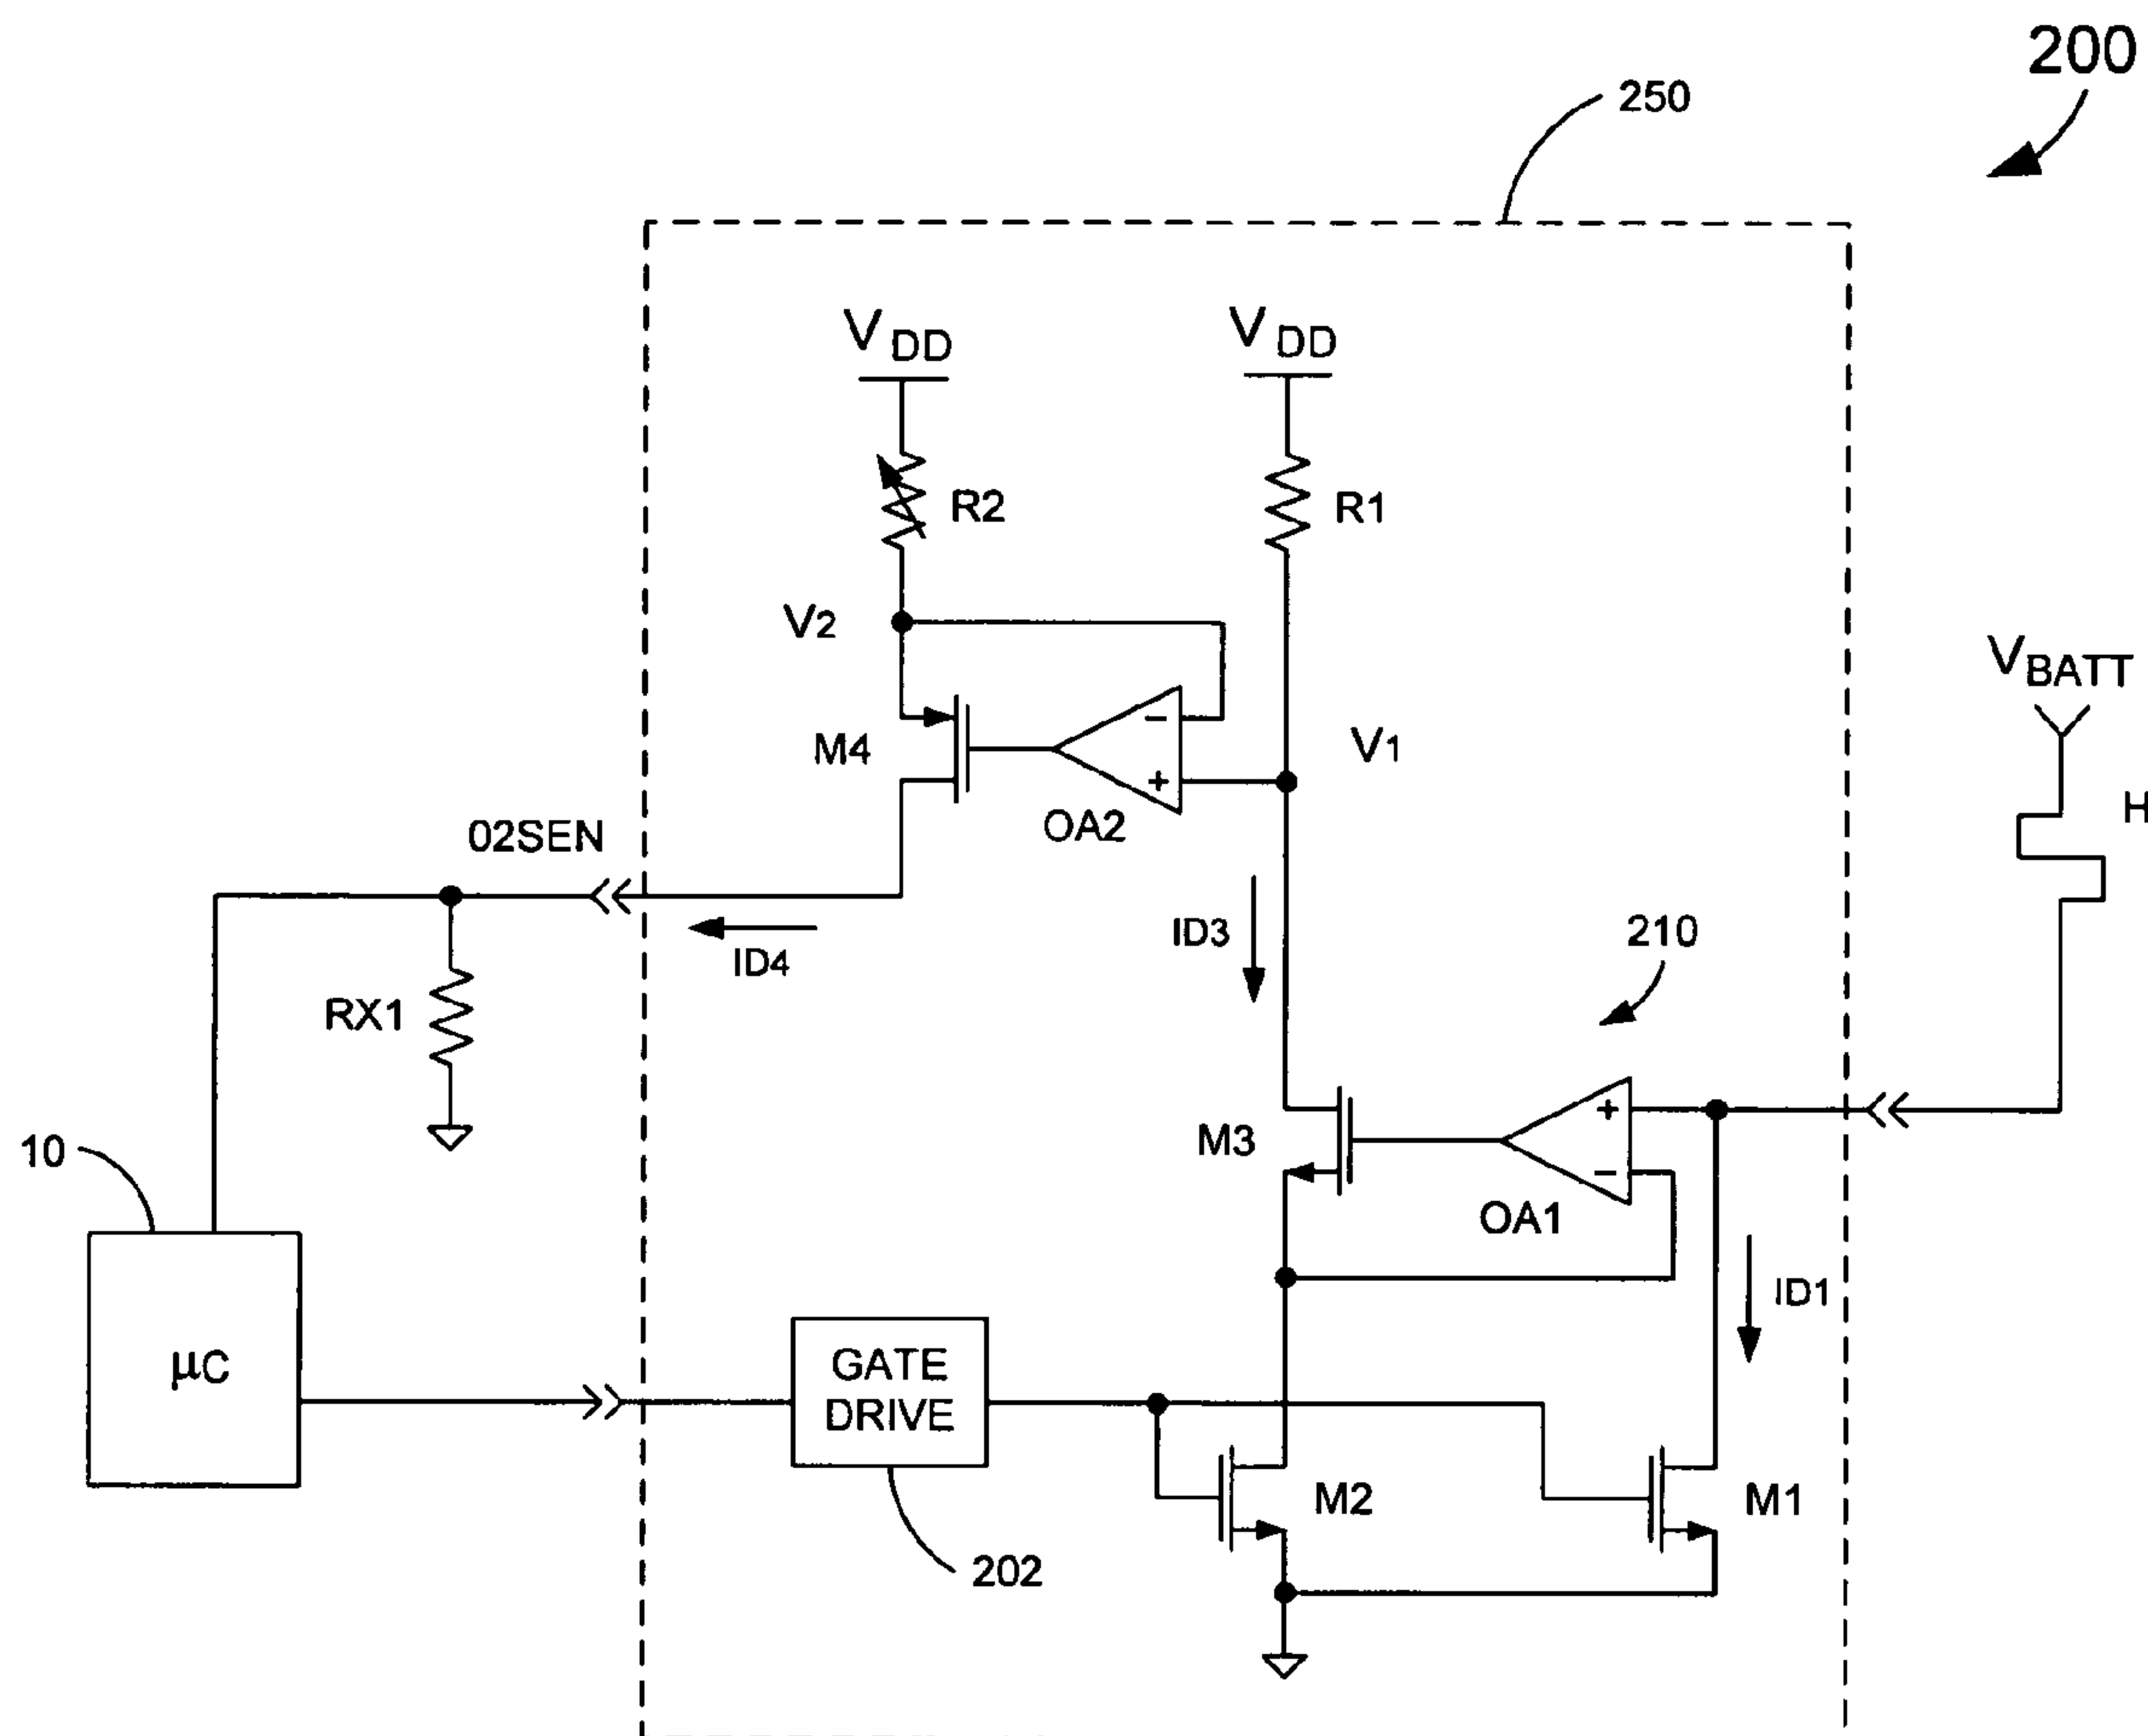 200
250
VDD
VDD
R2
R1
V2
VBATT
M4
V1
H
02SEN
OA2
ID3
210
ID4
RX1
10
M3
OA1
ID1
µC
GATE
DRIVE
M2
M1
202